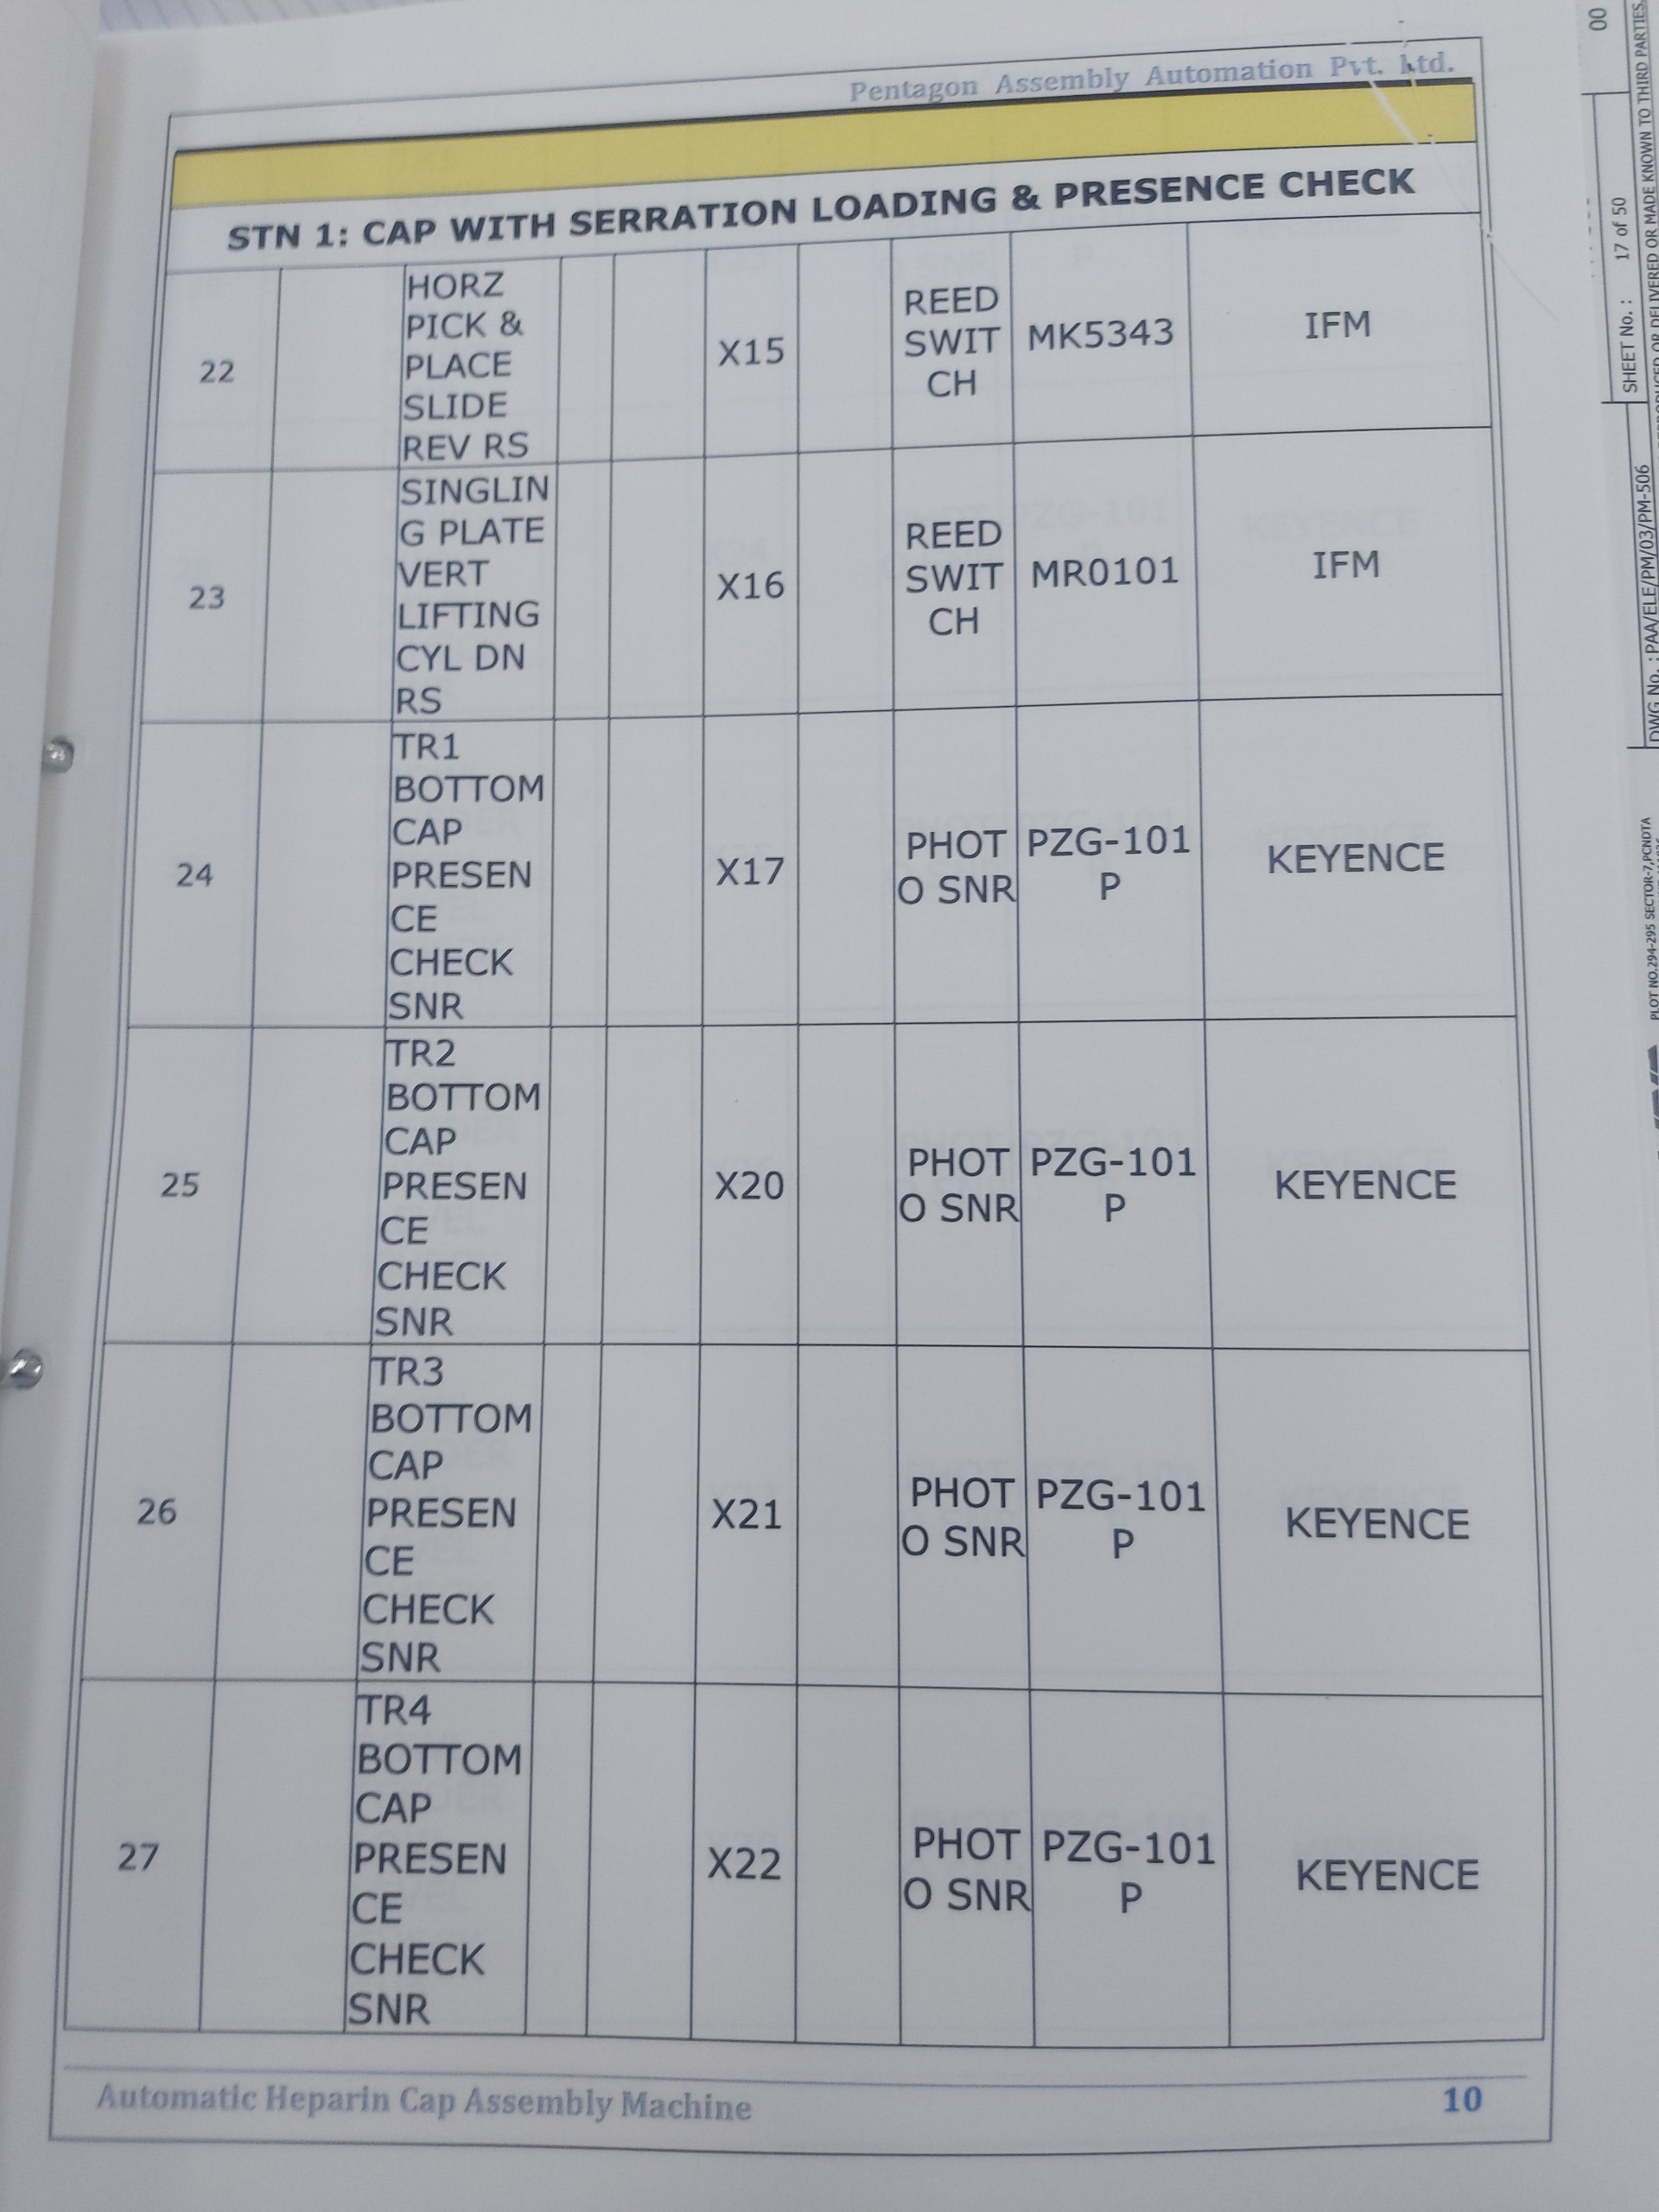 Pentagon Assembly Automation Pvt. Ltd.
STN 1: CAP WITH SERRATION LOADING & PRESENCE CHECK
22
HORZ
PICK &
PLACE
SLIDE
REV RS
X15
REED
SWIT
CH
MK5343
IFM
23
SINGLIN
G PLATE
VERT
LIFTING
CYL DN
RS
X16
REED
SWIT
CH
MR0101
IFM
24
TR1
BOTTOM
CAP
PRESEN
CE
CHECK
SNR
X17
PHOT
O SNR
PZG-101
P
KEYENCE
25
TR2
BOTTOM
CAP
PRESEN
CE
CHECK
SNR
X20
PHOT
O SNR
PZG-101
P
KEYENCE
26
TR3
BOTTOM
CAP
PRESEN
CE
CHECK
SNR
X21
PHOT
O SNR
PZG-101
P
KEYENCE
27
TR4
BOTTOM
CAP
PRESEN
CE
CHECK
SNR
X22
PHOT
O SNR
PZG-101
P
KEYENCE
Automatic Heparin Cap Assembly Machine
10
00
SHEET No. : 17 of 50
OR DELIVERED OR MADE KNOWN TO THIRD PARTIES.
DWG No. : PAA/ELE/PM/03/PM-506
PLOT NO.294-295 SECTOR-7,PCNDTA